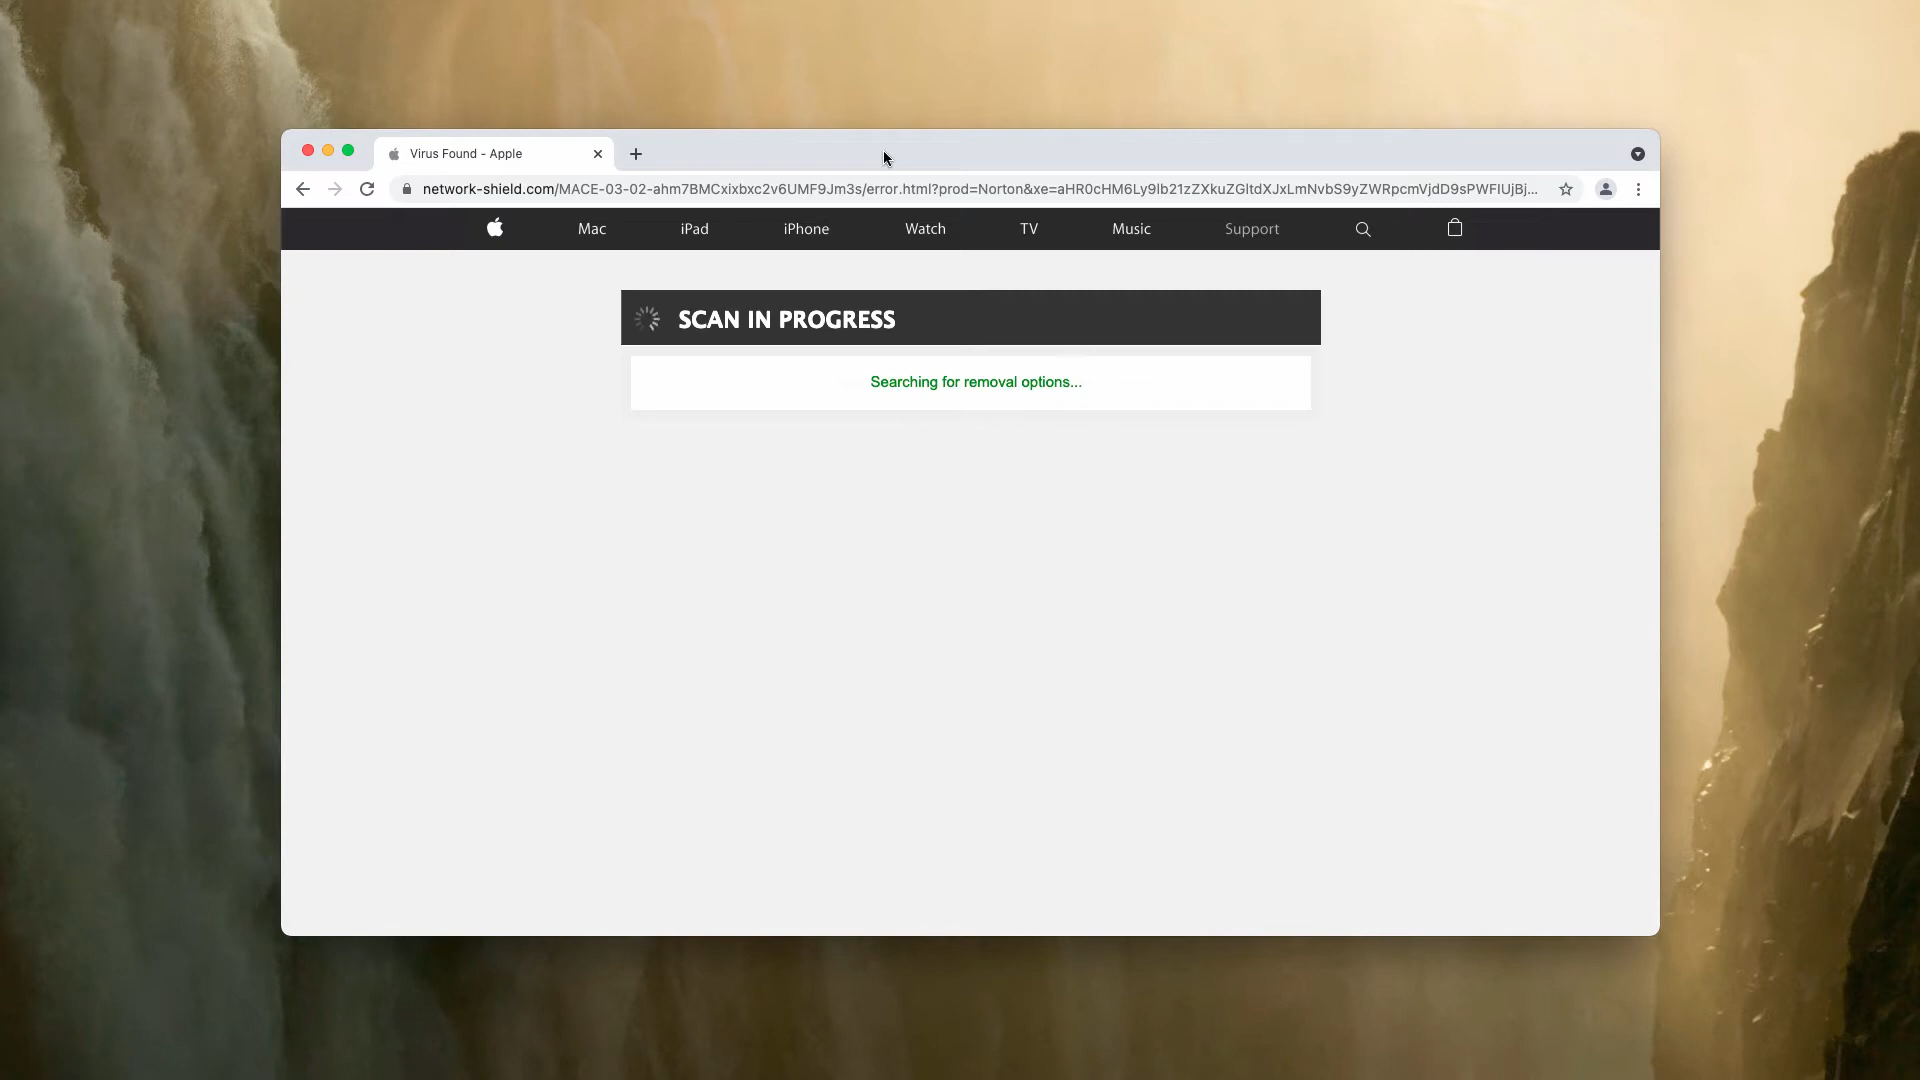 Virus Found - Apple
network-shield.com/MACE-03-02-ahm7BMCxixbxc2v6UMF9Jm3s/error.html?prod=Norton&xe=aHR0cHM6Ly9lb21zZXkuZGltdXJxLmNvbS9yZWRpcmVjdD9sPWFlUjBj...
Mac iPad iPhone Watch TV Music Support
SCAN IN PROGRESS
Searching for removal options...